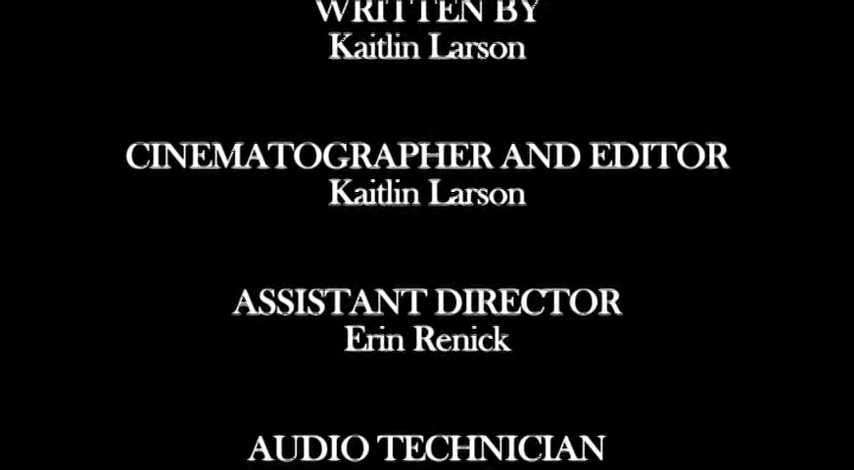 WRITTEN BY
Kaitlin Larson
CINEMATOGRAPHER AND EDITOR
Kaitlin Larson
ASSISTANT DIRECTOR
Erin Renick
AUDIO TECHNICIAN